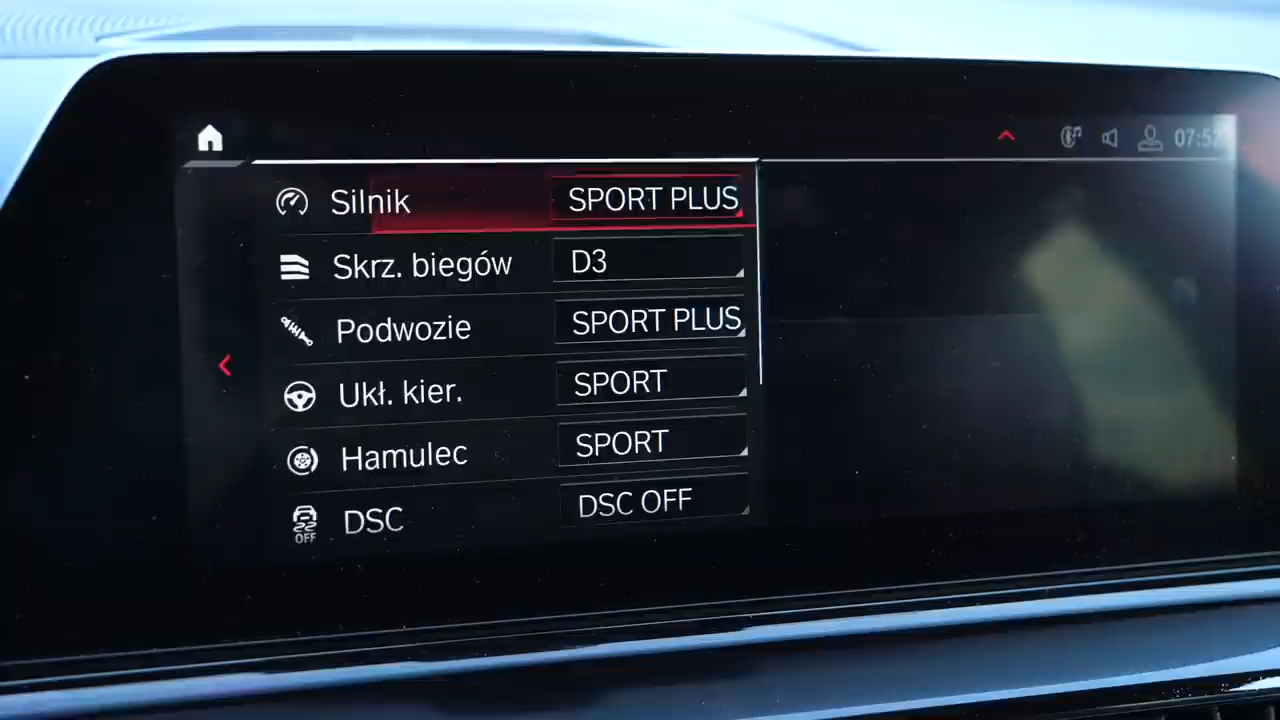 07:52
Silnik SPORT PLUS
Skrz. biegów D3
Podwozie SPORT PLUS
Ukł. kier. SPORT
Hamulec SPORT
DSC DSC OFF
OFF